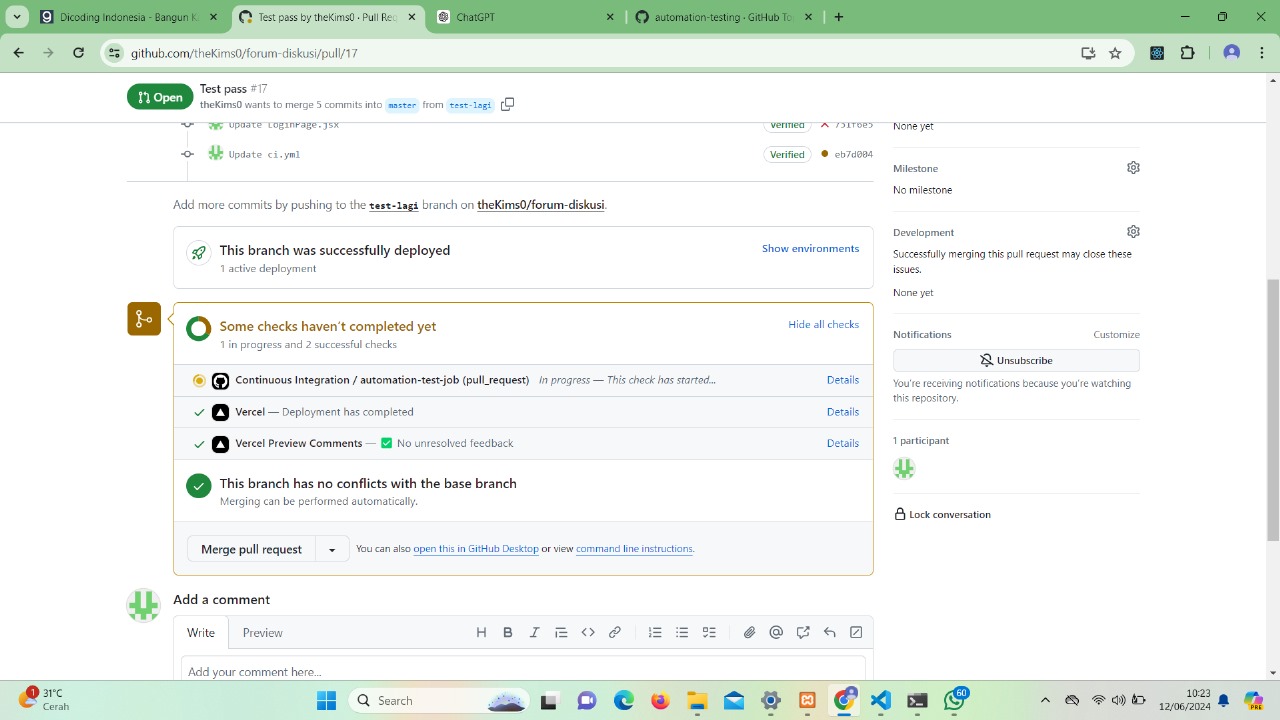 Dicoding Indonesia - Bangun K
Test pass by theKims0 · Pull Re
ChatGPT
automation-testing · GitHub To
github.com/theKims0/forum-diskusi/pull/17
Open
Test pass #17
theKims0 wants to merge 5 commits into master from test-lagi
Update LoginPage.jsx
Verified
731f6e5
None yet
Update ci.yml
Verified
eb7d004
Milestone
No milestone
Add more commits by pushing to the test-lagi branch on theKims0/forum-diskusi.
This branch was successfully deployed
1 active deployment
Show environments
Development
Successfully merging this pull request may close these
issues.
None yet
Some checks haven't completed yet
1 in progress and 2 successful checks
Hide all checks
Notifications
Customize
Unsubscribe
You're receiving notifications because you're watching
this repository.
Continuous Integration / automation-test-job (pull_request) In progress — This check has started...
Details
Vercel — Deployment has completed
Details
Vercel Preview Comments — ✅ No unresolved feedback
Details
1 participant
This branch has no conflicts with the base branch
Merging can be performed automatically.
Lock conversation
Merge pull request
You can also open this in GitHub Desktop or view command line instructions.
Add a comment
Write
Preview
Add your comment here...
1
31°C
Cerah
Search
60
10:23
12/06/2024
PRE